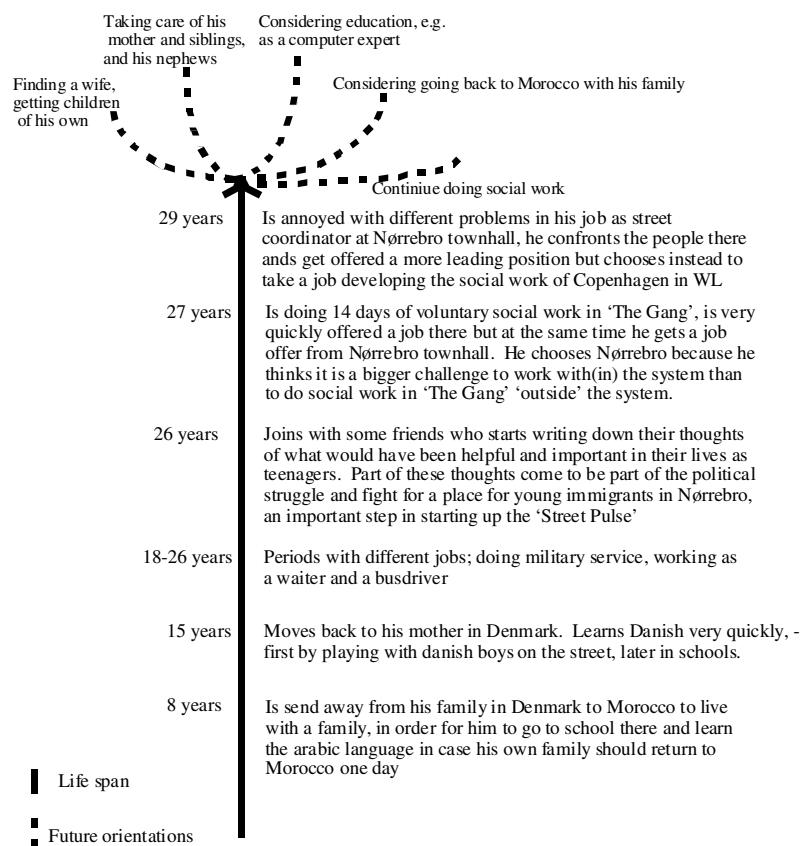 Taking care of his
mother and siblings,
and his nephews
Considering education, e.g.
as a computer expert
Finding a wife,
getting children
of his own
Considering going back to Morocco with his family
Continiue doing social work
29 years
Is annoyed with different problems in his job as street
coordinator at Nørrebro townhall, he confronts the people there
ands get offered a more leading position but chooses instead to
take a job developing the social work of Copenhagen in WL
27 years
Is doing 14 days of voluntary social work in ‘The Gang’, is very
quickly offered a job there but at the same time he gets a job
offer from Nørrebro townhall. He chooses Nørrebro because he
thinks it is a bigger challenge to work with(in) the system than
to do social work in ‘The Gang’ ‘outside’ the system.
26 years
Joins with some friends who starts writing down their thoughts
of what would have been helpful and important in their lives as
teenagers. Part of these thoughts come to be part of the political
struggle and fight for a place for young immigrants in Nørrebro,
an important step in starting up the ‘Street Pulse’
18-26 years
Periods with different jobs; doing military service, working as
a waiter and a busdriver
15 years
Moves back to his mother in Denmark. Learns Danish very quickly, -
first by playing with danish boys on the street, later in schools.
8 years
Is send away from his family in Denmark to Morocco to live
with a family, in order for him to go to school there and learn
the arabic language in case his own family should return to
Morocco one day
Life span
Future orientations